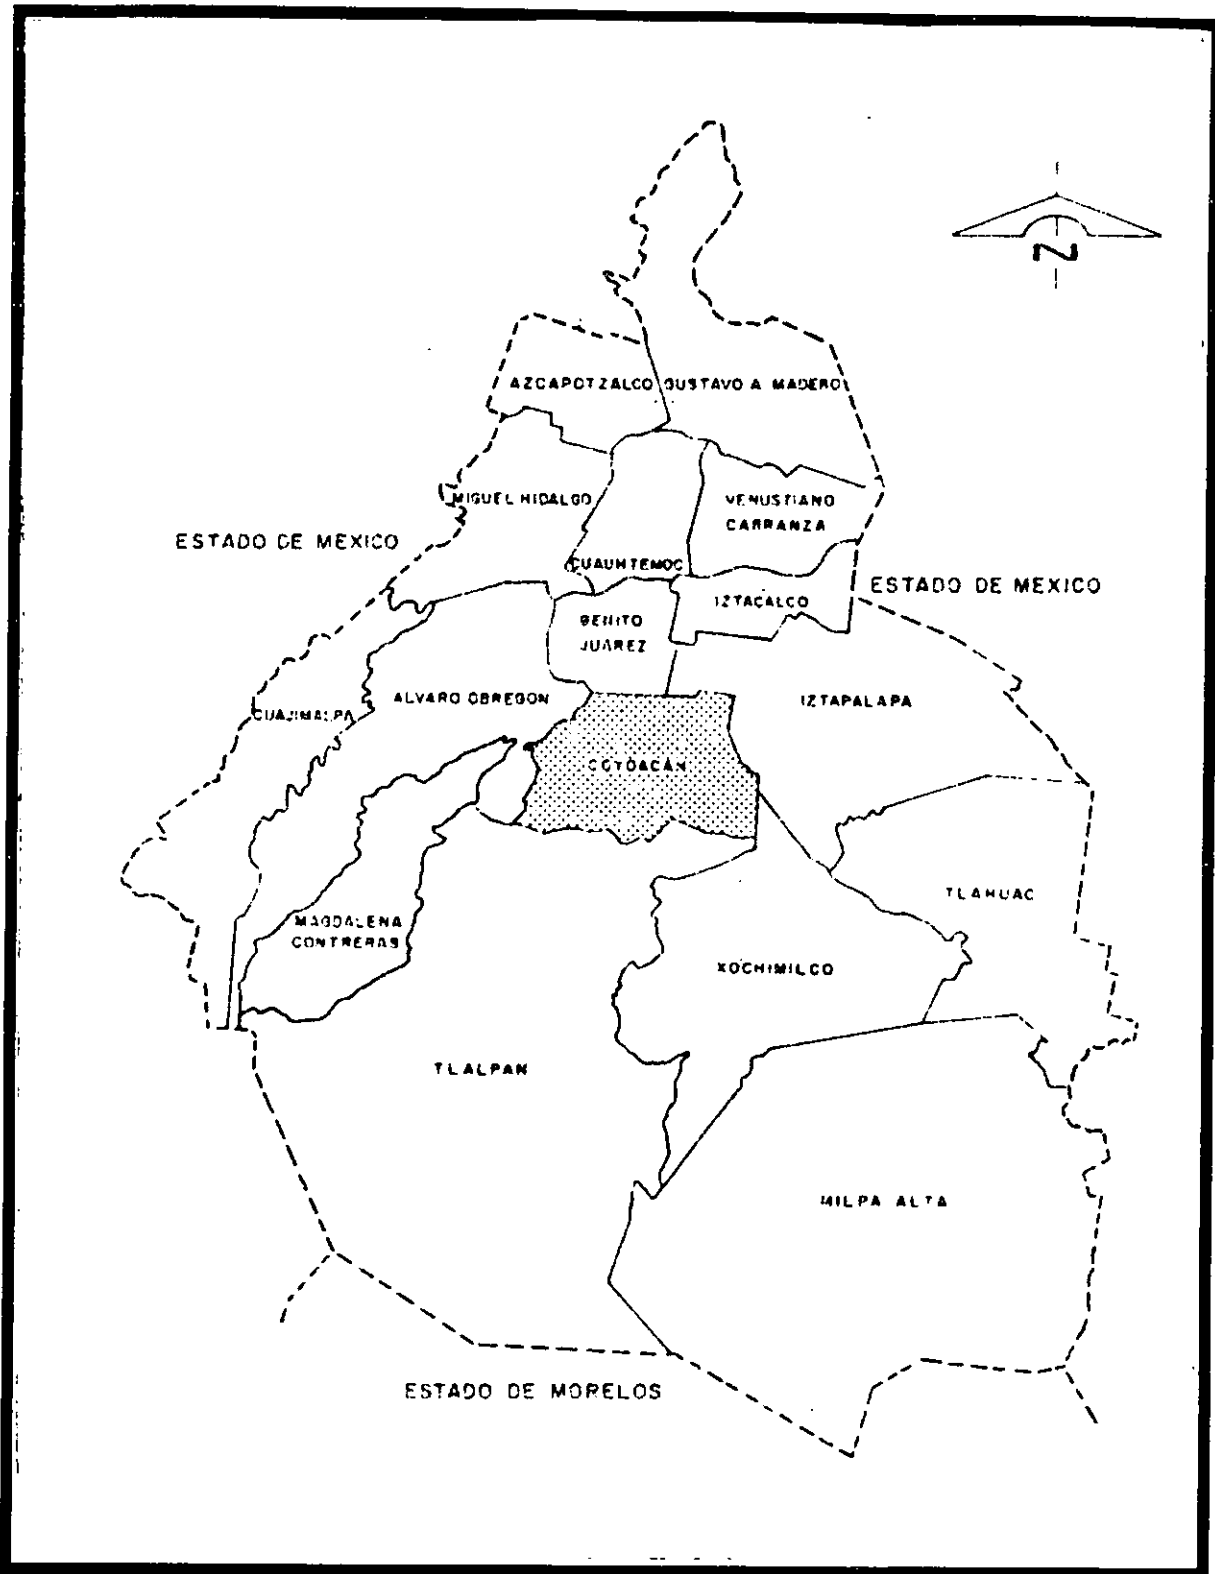 N
AZCAPOTZALCO
GUSTAVO A MADERO
MIGUEL HIDALGO
VENUSTIANO
CARRANZA
ESTADO DE MEXICO
CUAUHTEMOC
ESTADO DE MEXICO
IZTACALCO
BENITO
JUAREZ
ALVARO OBREGON
IZTAPALAPA
CUAJIMALPA
COYOACÁN
TLAHUAC
MAGDALENA
CONTRERAS
XOCHIMILCO
TLALPAN
MILPA ALTA
ESTADO DE MORELOS